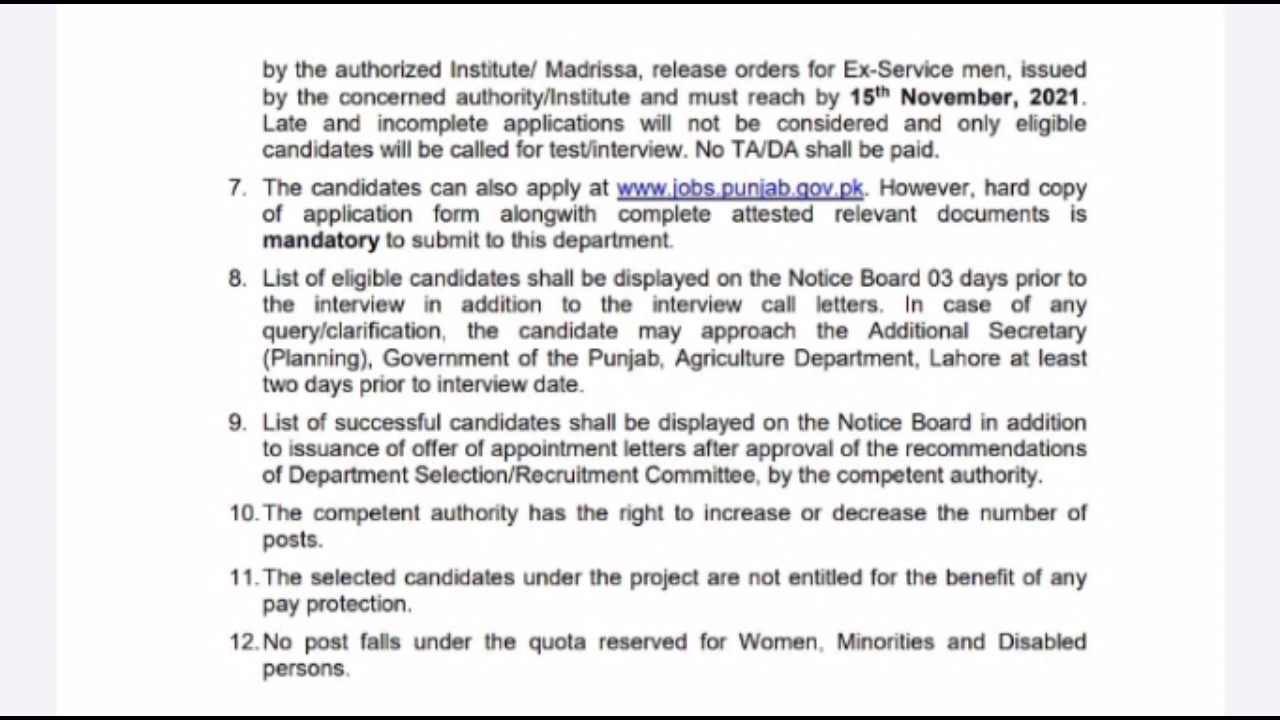 by the authorized Institute/ Madrissa, release orders for Ex-Service men, issued
by the concerned authority/Institute and must reach by 15th November, 2021.
Late and incomplete applications will not be considered and only eligible
candidates will be called for test/interview. No TA/DA shall be paid.
7. The candidates can also apply at www.jobs.punjab.gov.pk. However, hard copy
of application form alongwith complete attested relevant documents is
mandatory to submit to this department.
8. List of eligible candidates shall be displayed on the Notice Board 03 days prior to
the interview in addition to the interview call letters. In case of any
query/clarification, the candidate may approach the Additional Secretary
(Planning), Government of the Punjab, Agriculture Department, Lahore at least
two days prior to interview date.
9. List of successful candidates shall be displayed on the Notice Board in addition
to issuance of offer of appointment letters after approval of the recommendations
of Department Selection/Recruitment Committee, by the competent authority.
10. The competent authority has the right to increase or decrease the number of
posts.
11. The selected candidates under the project are not entitled for the benefit of any
pay protection.
12. No post falls under the quota reserved for Women, Minorities and Disabled
persons.